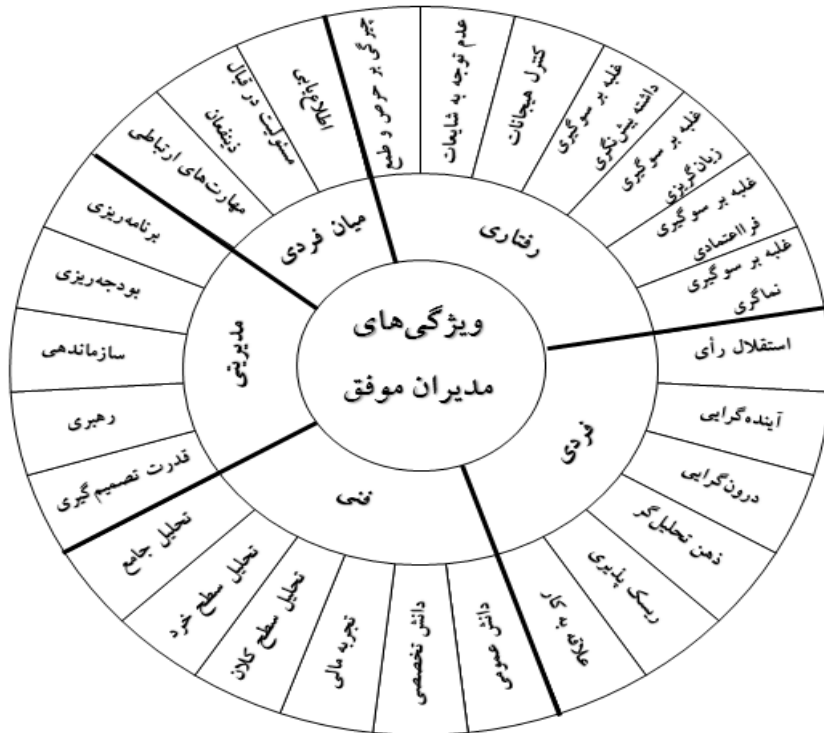 ویژگی‌های
مدیران موفق
رفتاری
چیرگی بر حرص و طمع
عدم توجه به شایعات
کنترل هیجانات
غلبه بر سوگیری
داشته بیش‌نگری
غلبه بر سوگیری
زیان‌گریزی
غلبه بر سوگیری
فرااعتمادی
غلبه بر سوگیری
نماگری
فردی
استقلال رأی
آینده‌گرایی
درون‌گرایی
ذهن تحلیل‌گر
ریسک پذیری
علاقه به کار
فنی
دانش عمومی
دانش تخصصی
تجربه مالی
تحلیل سطح کلان
تحلیل سطح خرد
تحلیل جامع
مدیریتی
قدرت تصمیم‌گیری
رهبری
سازماندهی
بودجه‌ریزی
برنامه‌ریزی
میان فردی
مهارت‌های ارتباطی
مسئولیت در قبال
ذینفعان
اطلاع‌یابی